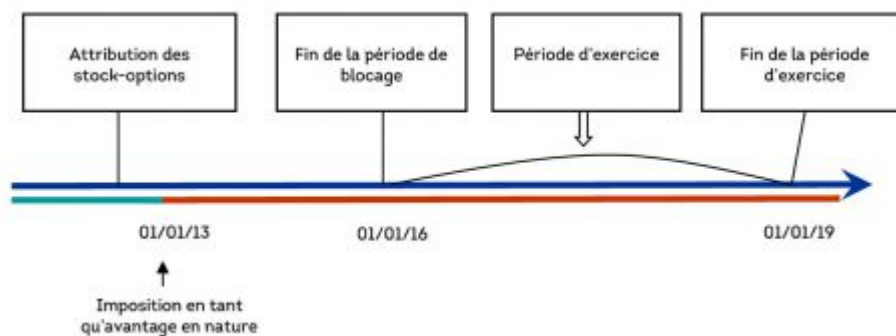 Attribution des
stock-options
Fin de la période de
blocage
Période d'exercice
Fin de la période
d'exercice
01/01/13
01/01/16
01/01/19
Imposition en tant
qu'avantage en nature